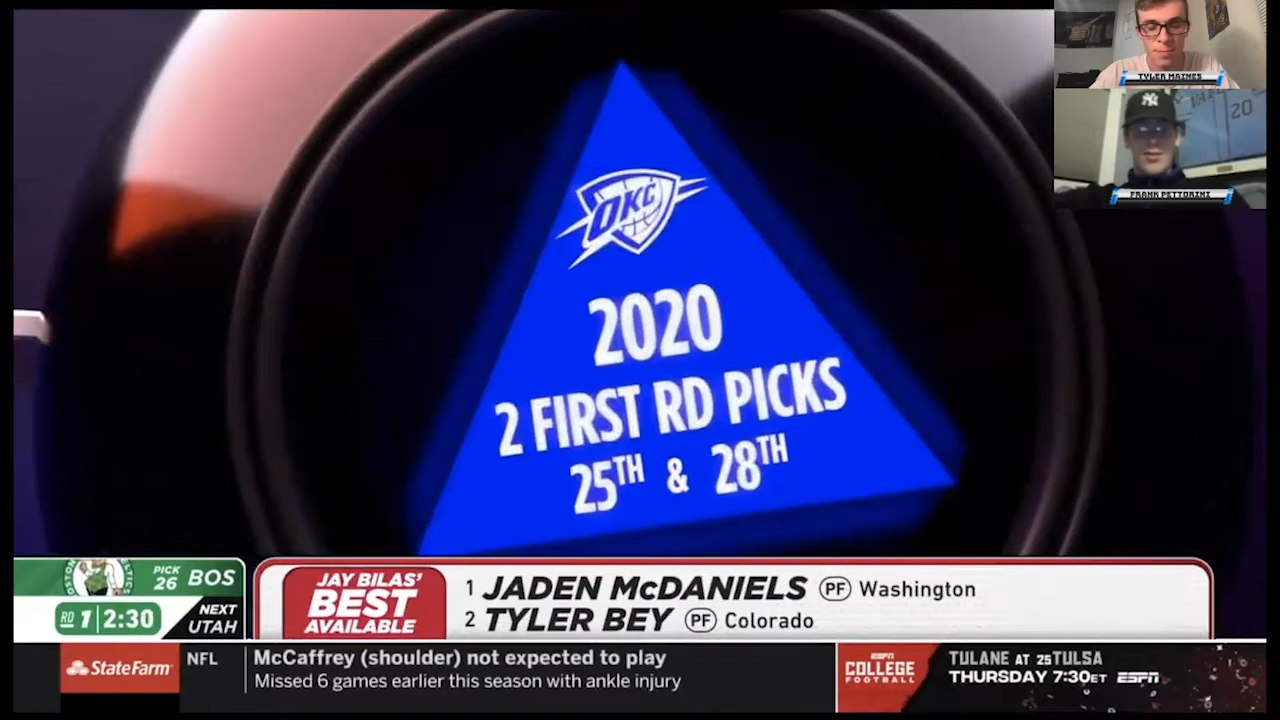 TYLER MAINES
20
FRANK PETTORINI
OKC
2020
2 FIRST RD PICKS
25TH & 28TH
PICK 26 BOS
RD 1 2:30
NEXT UTAH
JAY BILAS' BEST AVAILABLE
1 JADEN McDANIELS PF Washington
2 TYLER BEY PF Colorado
StateFarm
NFL
McCaffrey (shoulder) not expected to play
Missed 6 games earlier this season with ankle injury
ESPN COLLEGE FOOTBALL
TULANE AT 25 TULSA
THURSDAY 7:30ET ESPN